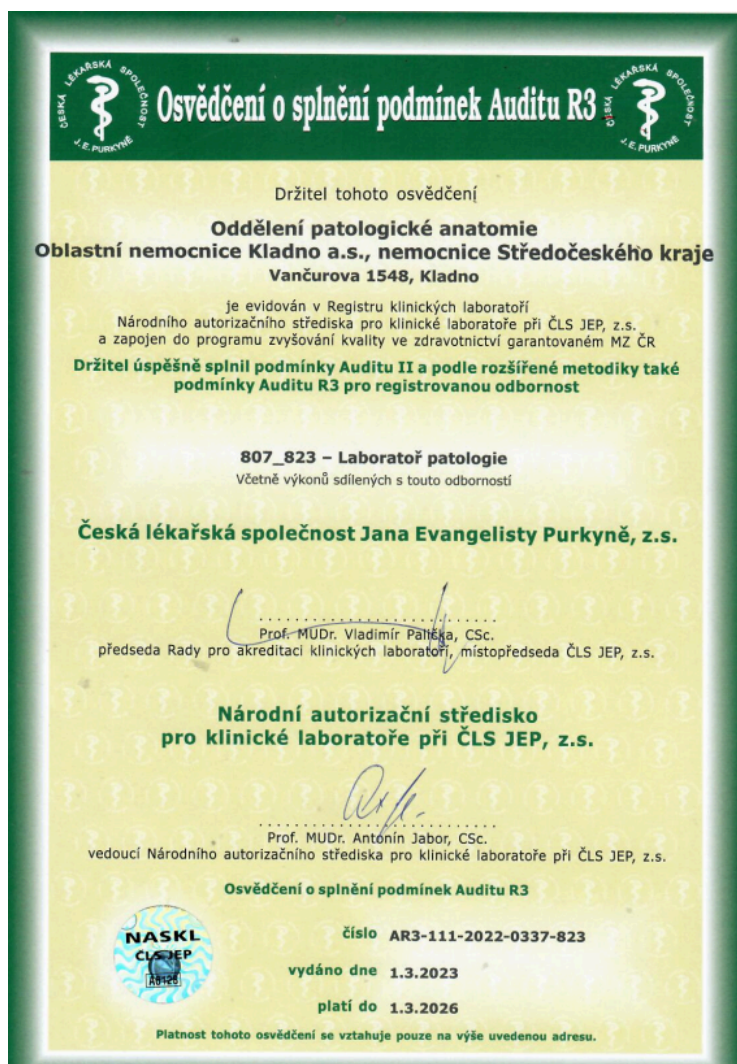 ČESKÁ LÉKAŘSKÁ SPOLEČNOST
J. E. PURKYNĚ
Osvědčení o splnění podmínek Auditu R3
ČESKÁ LÉKAŘSKÁ SPOLEČNOST
J. E. PURKYNĚ
Držitel tohoto osvědčení
Oddělení patologické anatomie
Oblastní nemocnice Kladno a.s., nemocnice Středočeského kraje
Vančurova 1548, Kladno
je evidován v Registru klinických laboratoří
Národního autorizačního střediska pro klinické laboratoře při ČLS JEP, z.s.
a zapojen do programu zvyšování kvality ve zdravotnictví garantovaném MZ ČR
Držitel úspěšně splnil podmínky Auditu II a podle rozšířené metodiky také
podmínky Auditu R3 pro registrovanou odbornost
807_823 – Laboratoř patologie
Včetně výkonů sdílených s touto odborností
Česká lékařská společnost Jana Evangelisty Purkyně, z.s.
Prof. MUDr. Vladimír Palička, CSc.
předseda Rady pro akreditaci klinických laboratoří, místopředseda ČLS JEP, z.s.
Národní autorizační středisko
pro klinické laboratoře při ČLS JEP, z.s.
Prof. MUDr. Antonín Jabor, CSc.
vedoucí Národního autorizačního střediska pro klinické laboratoře při ČLS JEP, z.s.
Osvědčení o splnění podmínek Auditu R3
NASKL
ČLS JEP
A8126
číslo AR3-111-2022-0337-823
vydáno dne 1.3.2023
platí do 1.3.2026
Platnost tohoto osvědčení se vztahuje pouze na výše uvedenou adresu.